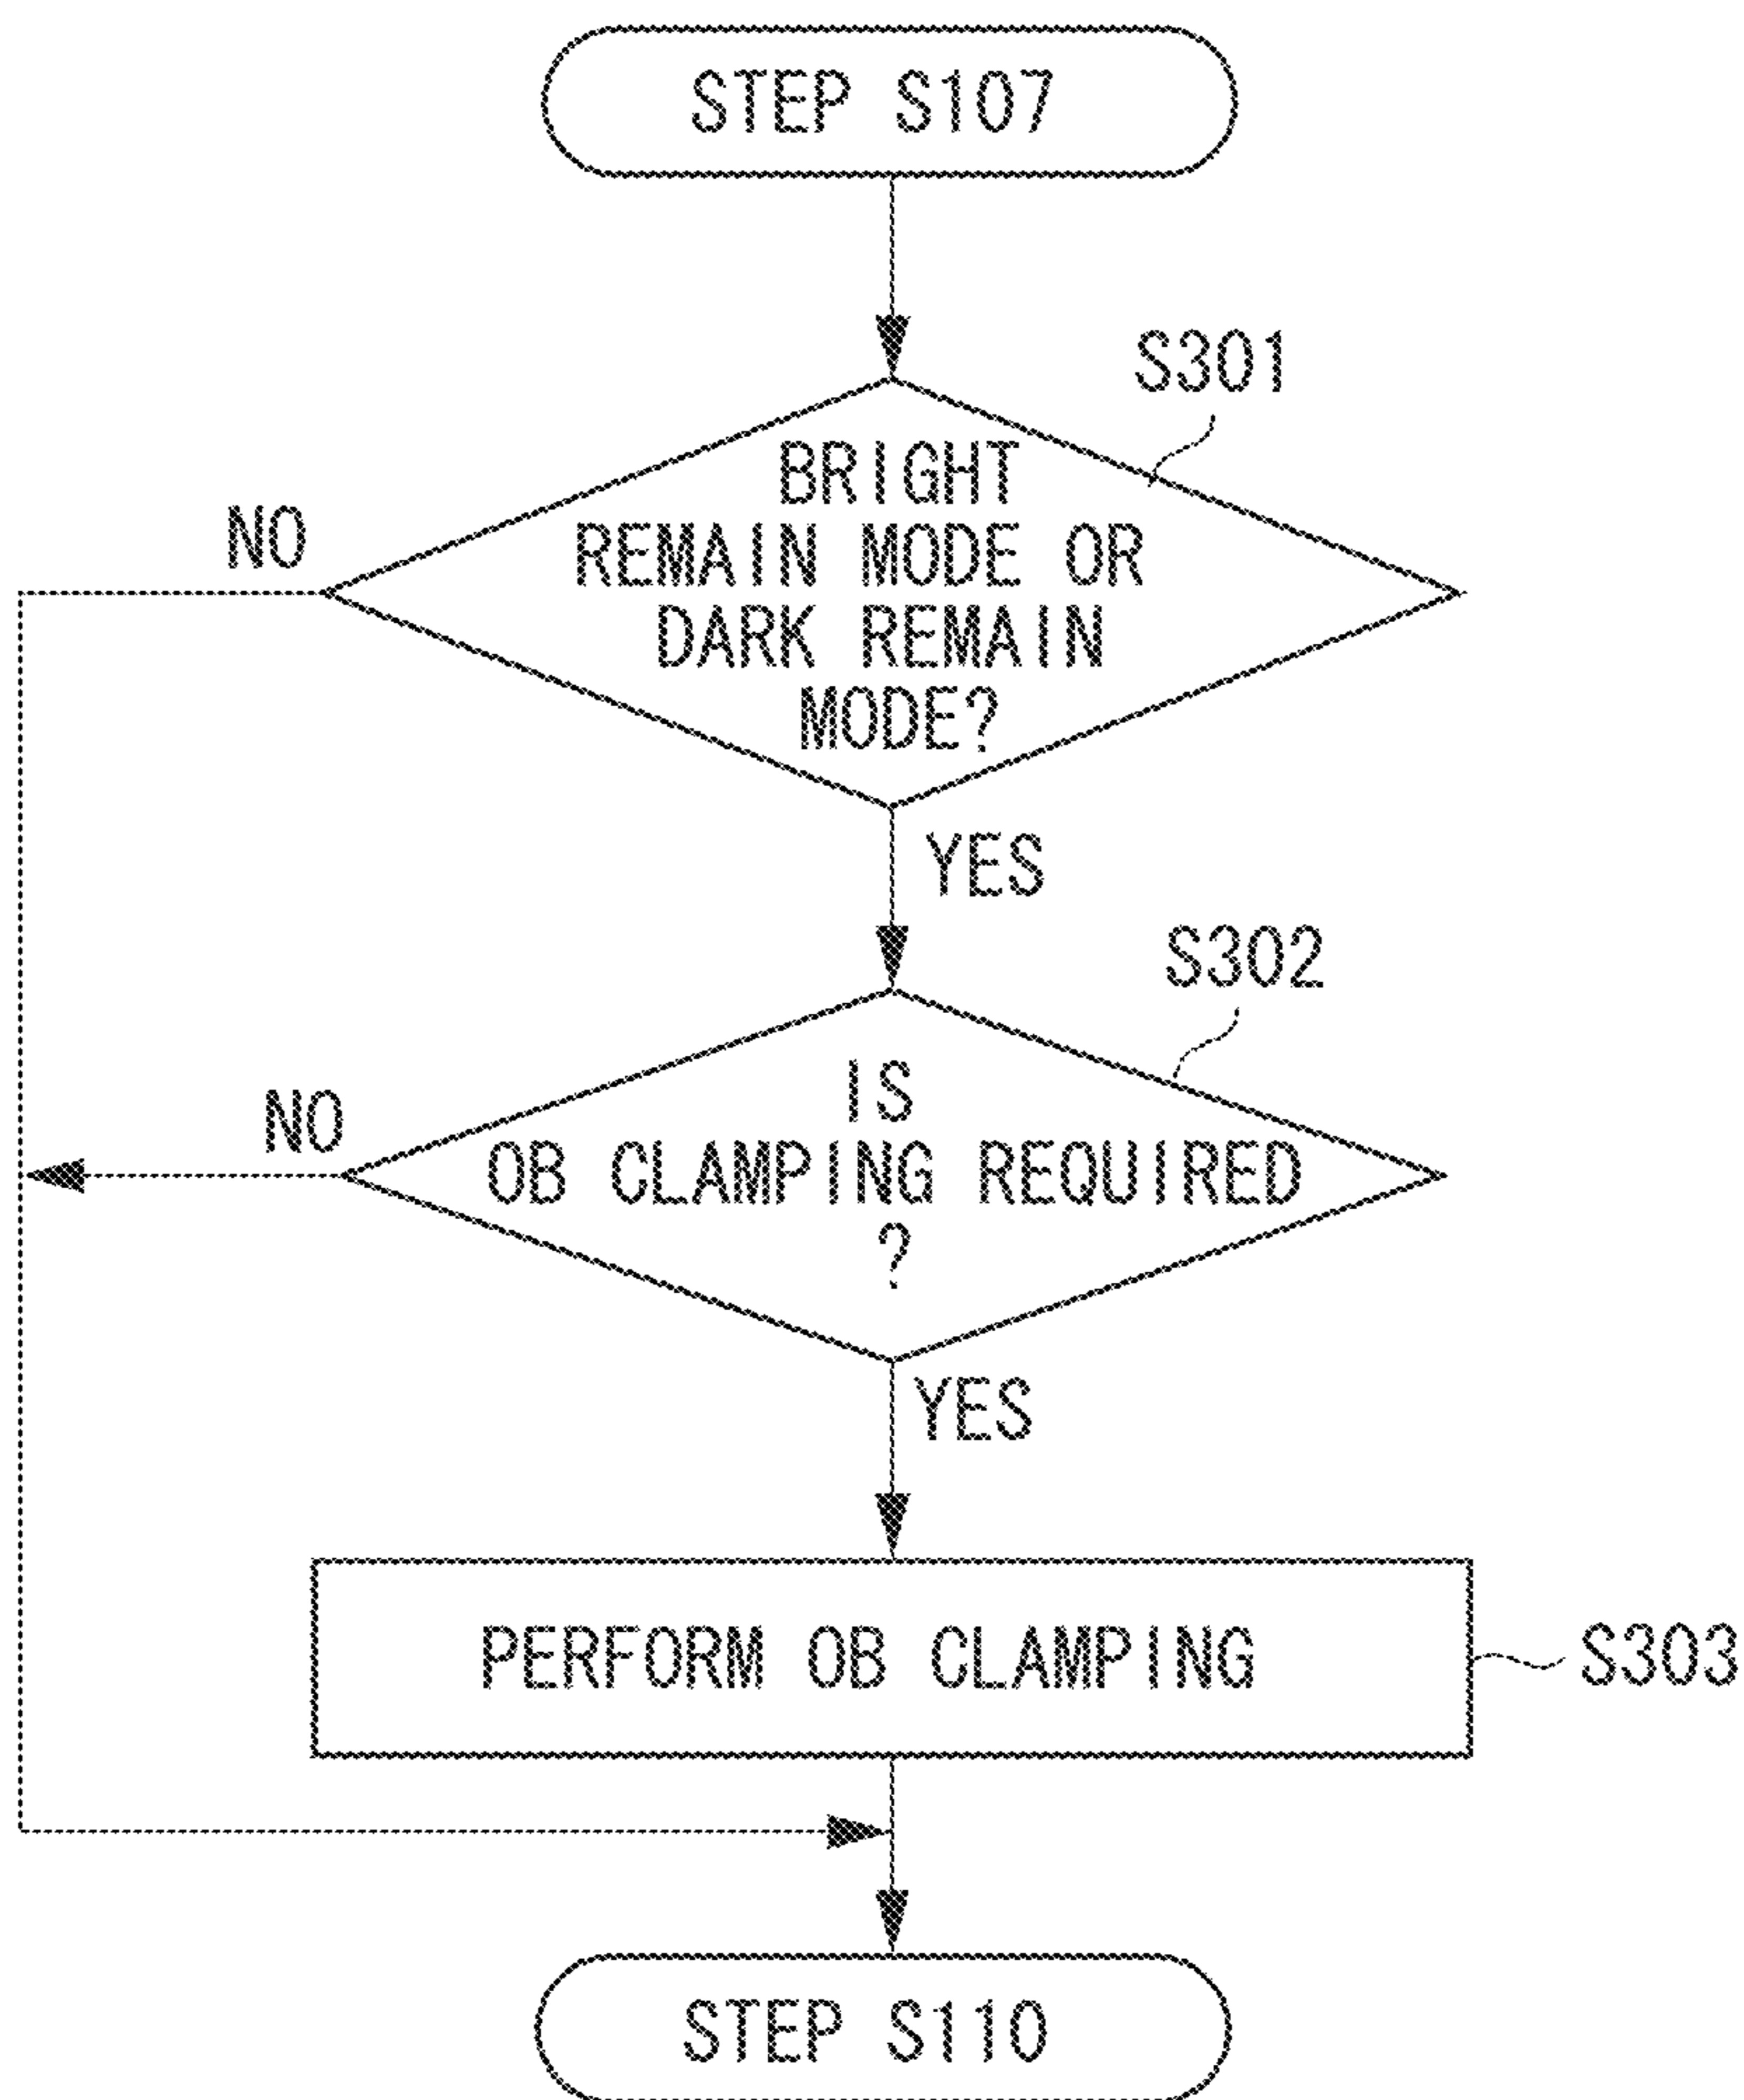 STEP S107
S301
BRIGHT
REMAIN MODE OR
DARK REMAIN
MODE?
NO
YES
S302
IS
OB CLAMPING REQUIRED
?
NO
YES
PERFORM OB CLAMPING
S303
STEP S110